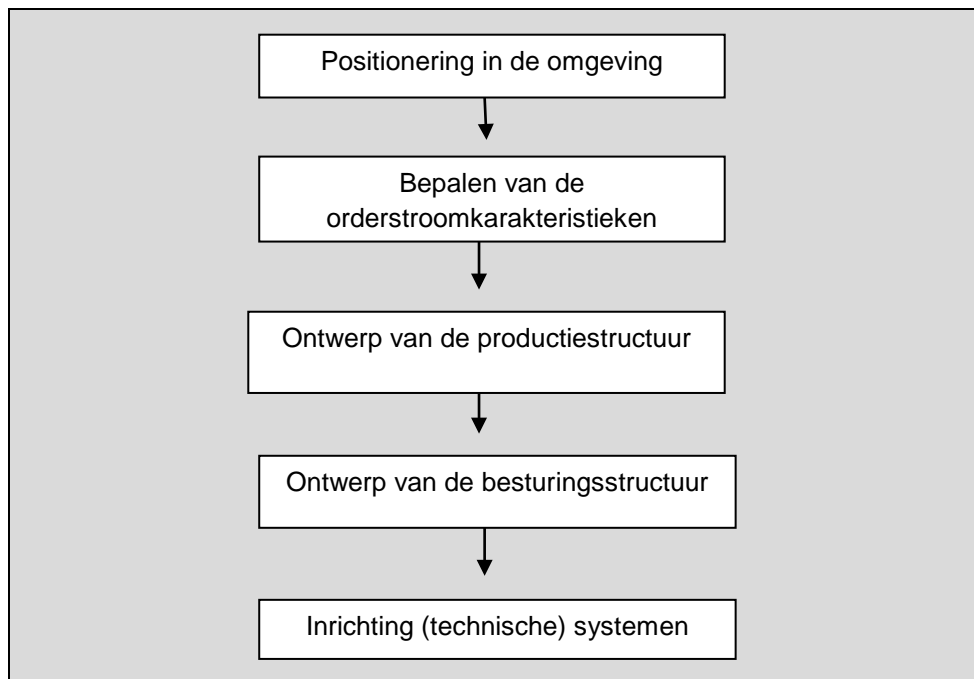 Positionering in de omgeving
Bepalen van de
orderstroomkarakteristieken
Ontwerp van de productiestructuur
Ontwerp van de besturingsstructuur
Inrichting (technische) systemen